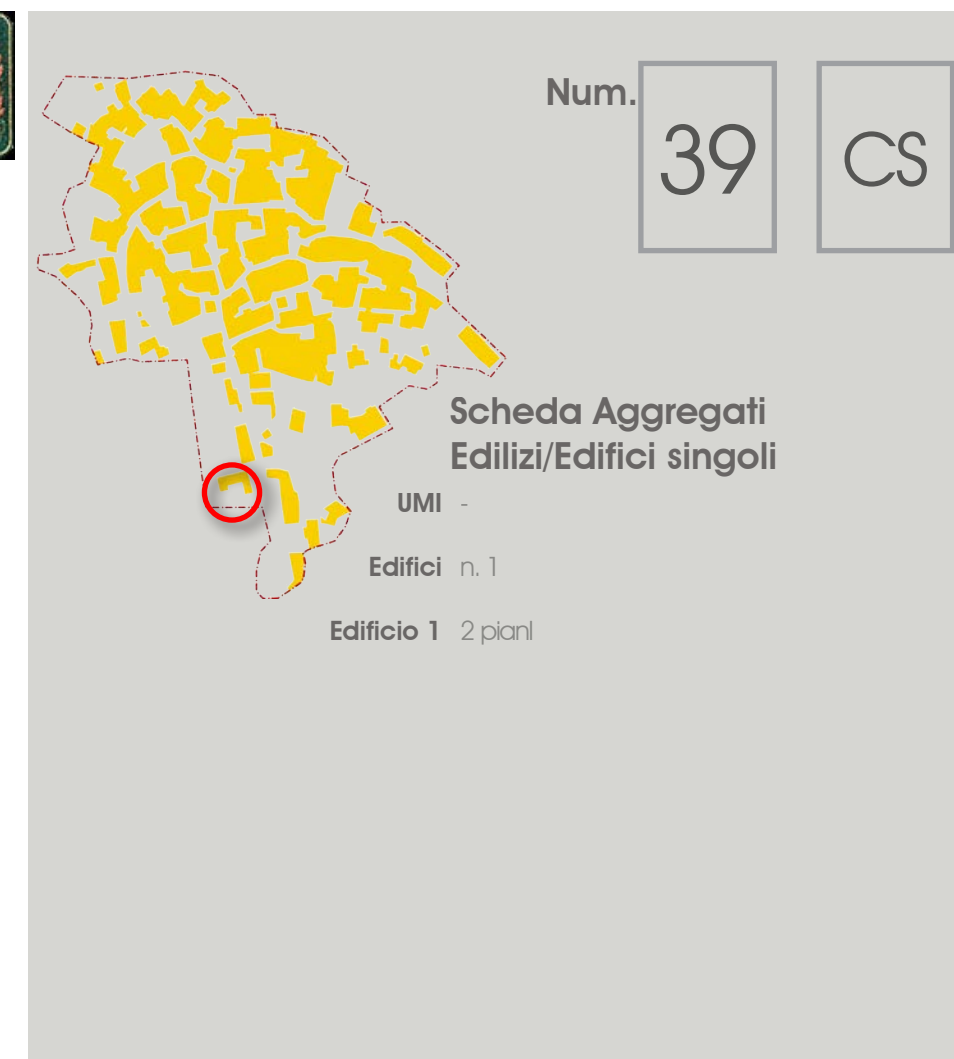 Num.
39
CS
Scheda Aggregati
Edilizi/Edifici singoli
UMI -
Edifici n. 1
Edificio 1 2 pianI